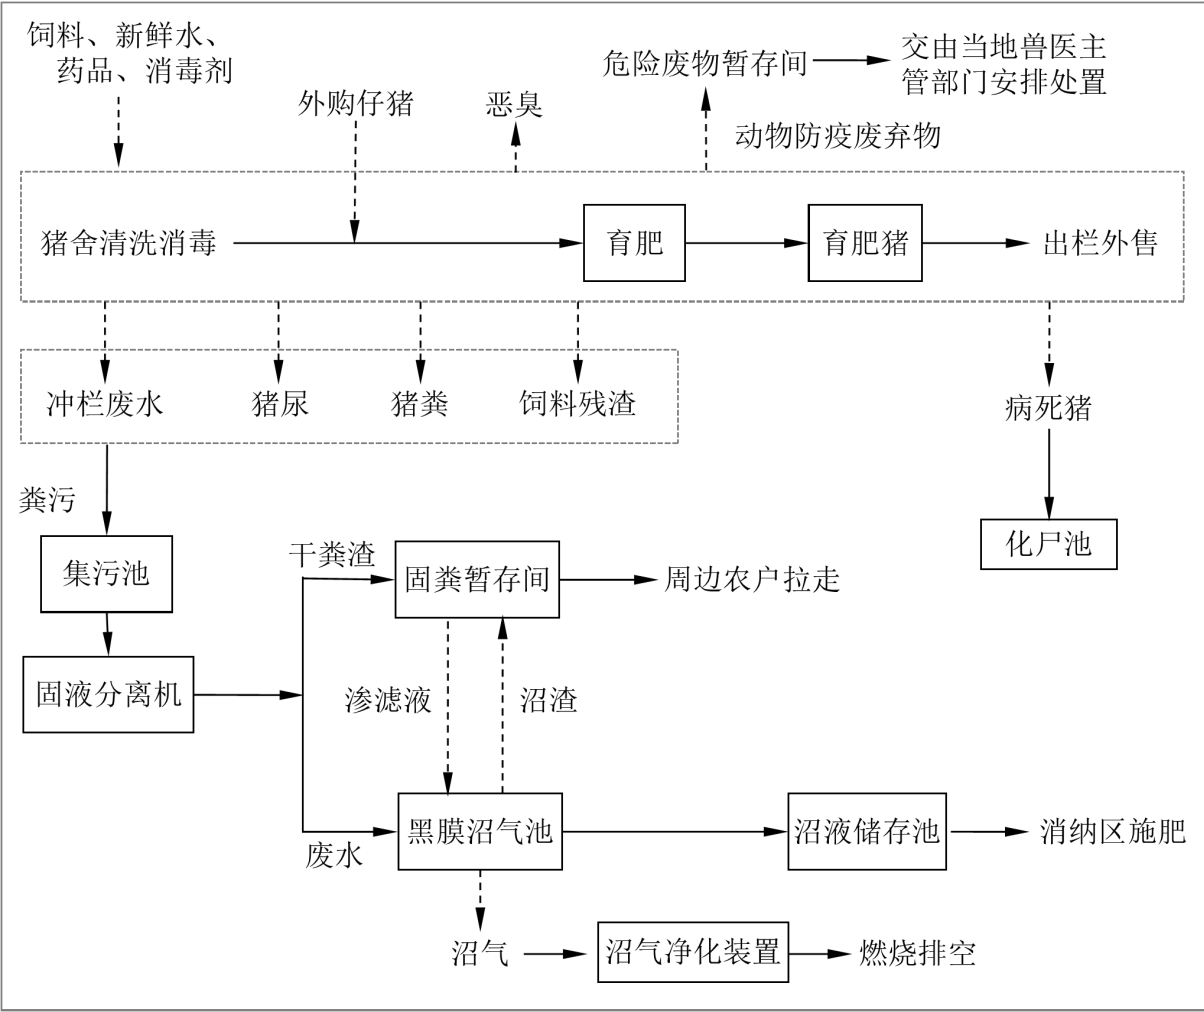 饲料、新鲜水、
药品、消毒剂
外购仔猪
恶臭
危险废物暂存间
交由当地兽医主
管部门安排处置
动物防疫废弃物
猪舍清洗消毒
育肥
育肥猪
出栏外售
冲栏废水
猪尿
猪粪
饲料残渣
病死猪
粪污
化尸池
集污池
干粪渣
固粪暂存间
周边农户拉走
固液分离机
渗滤液
沼渣
黑膜沼气池
沼液储存池
消纳区施肥
废水
沼气
沼气净化装置
燃烧排空